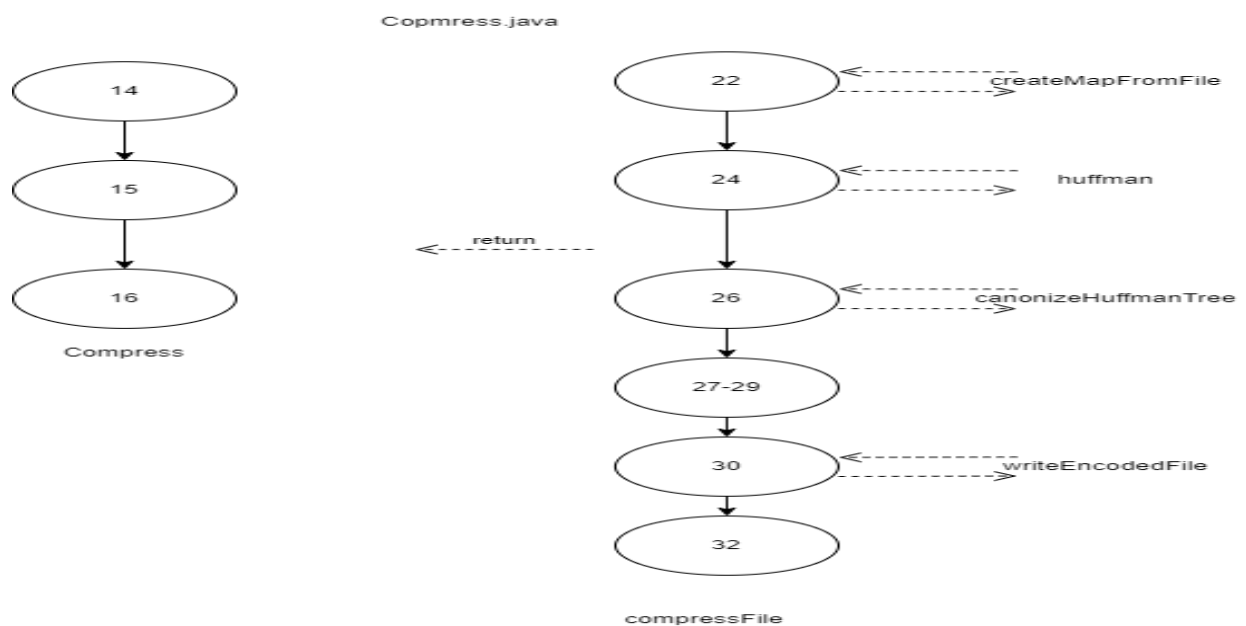 Copmress.java
14
15
16
Compress
return
22
createMapFromFile
24
huffman
26
canonizeHuffmanTree
27-29
30
writeEncodedFile
32
compressFile